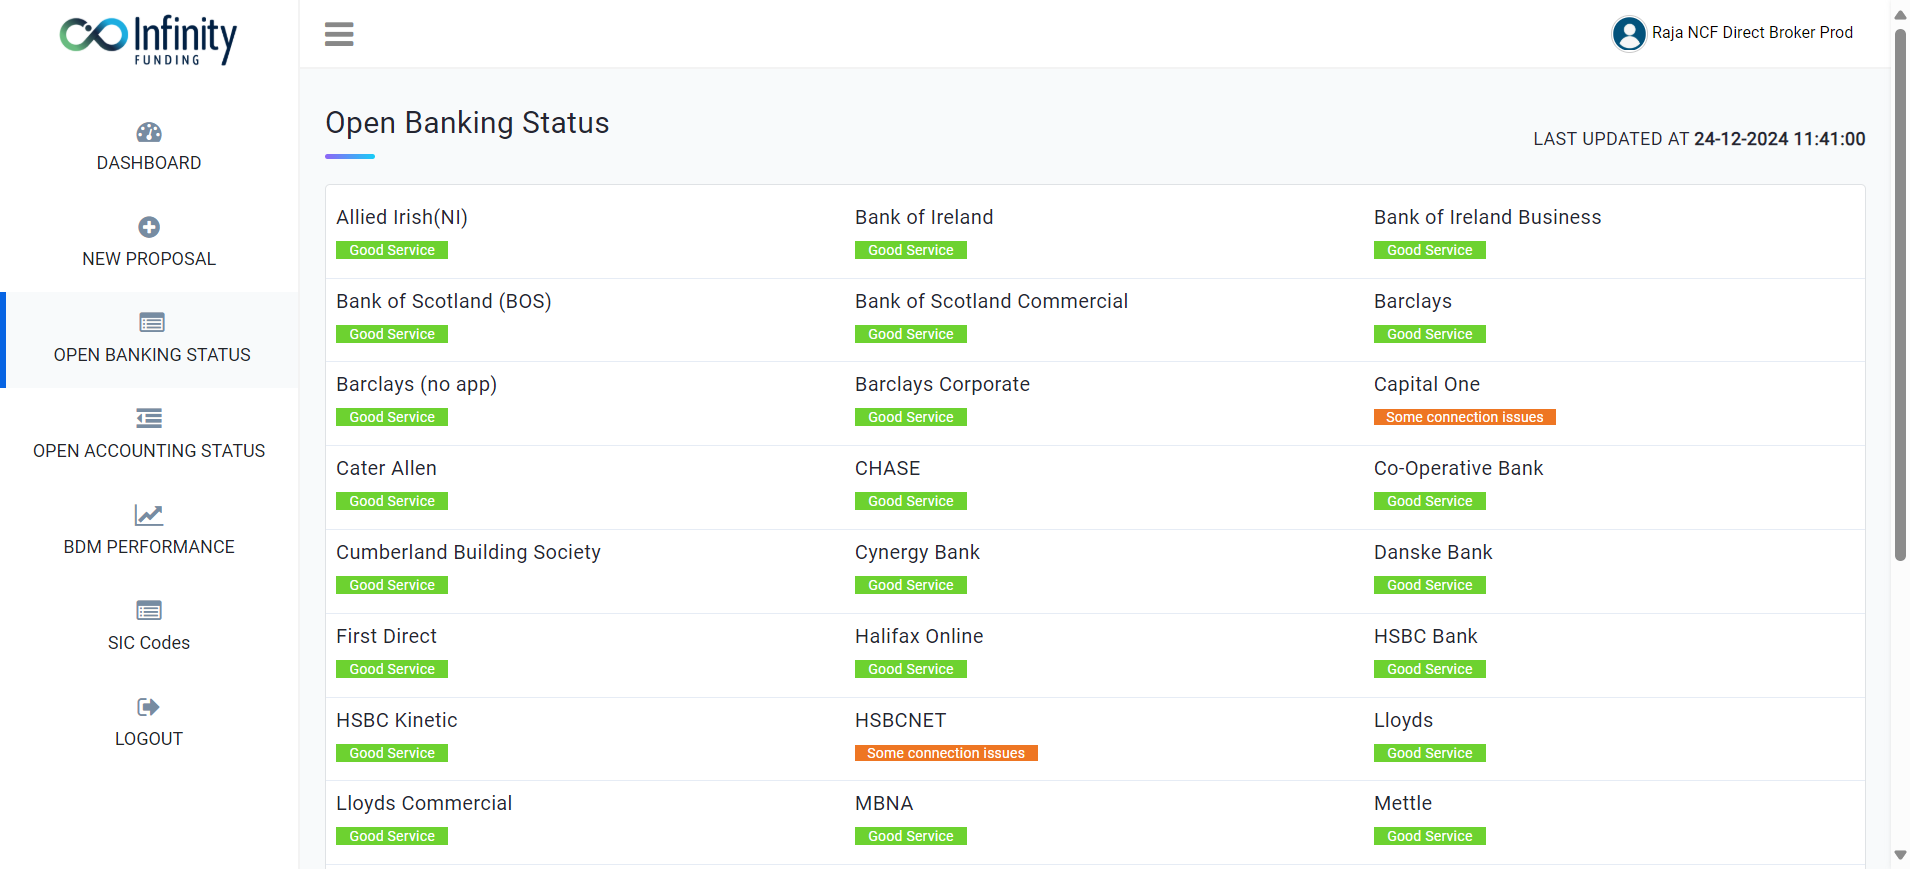 Infinity
FUNDING
Raja NCF Direct Broker Prod
DASHBOARD
NEW PROPOSAL
OPEN BANKING STATUS
OPEN ACCOUNTING STATUS
BDM PERFORMANCE
SIC Codes
LOGOUT
Open Banking Status
LAST UPDATED AT 24-12-2024 11:41:00
Allied Irish(NI)
Good Service
Bank of Ireland
Good Service
Bank of Ireland Business
Good Service
Bank of Scotland (BOS)
Good Service
Bank of Scotland Commercial
Good Service
Barclays
Good Service
Barclays (no app)
Good Service
Barclays Corporate
Good Service
Capital One
Some connection issues
Cater Allen
Good Service
CHASE
Good Service
Co-Operative Bank
Good Service
Cumberland Building Society
Good Service
Cynergy Bank
Good Service
Danske Bank
Good Service
First Direct
Good Service
Halifax Online
Good Service
HSBC Bank
Good Service
HSBC Kinetic
Good Service
HSBCNET
Some connection issues
Lloyds
Good Service
Lloyds Commercial
Good Service
MBNA
Good Service
Mettle
Good Service